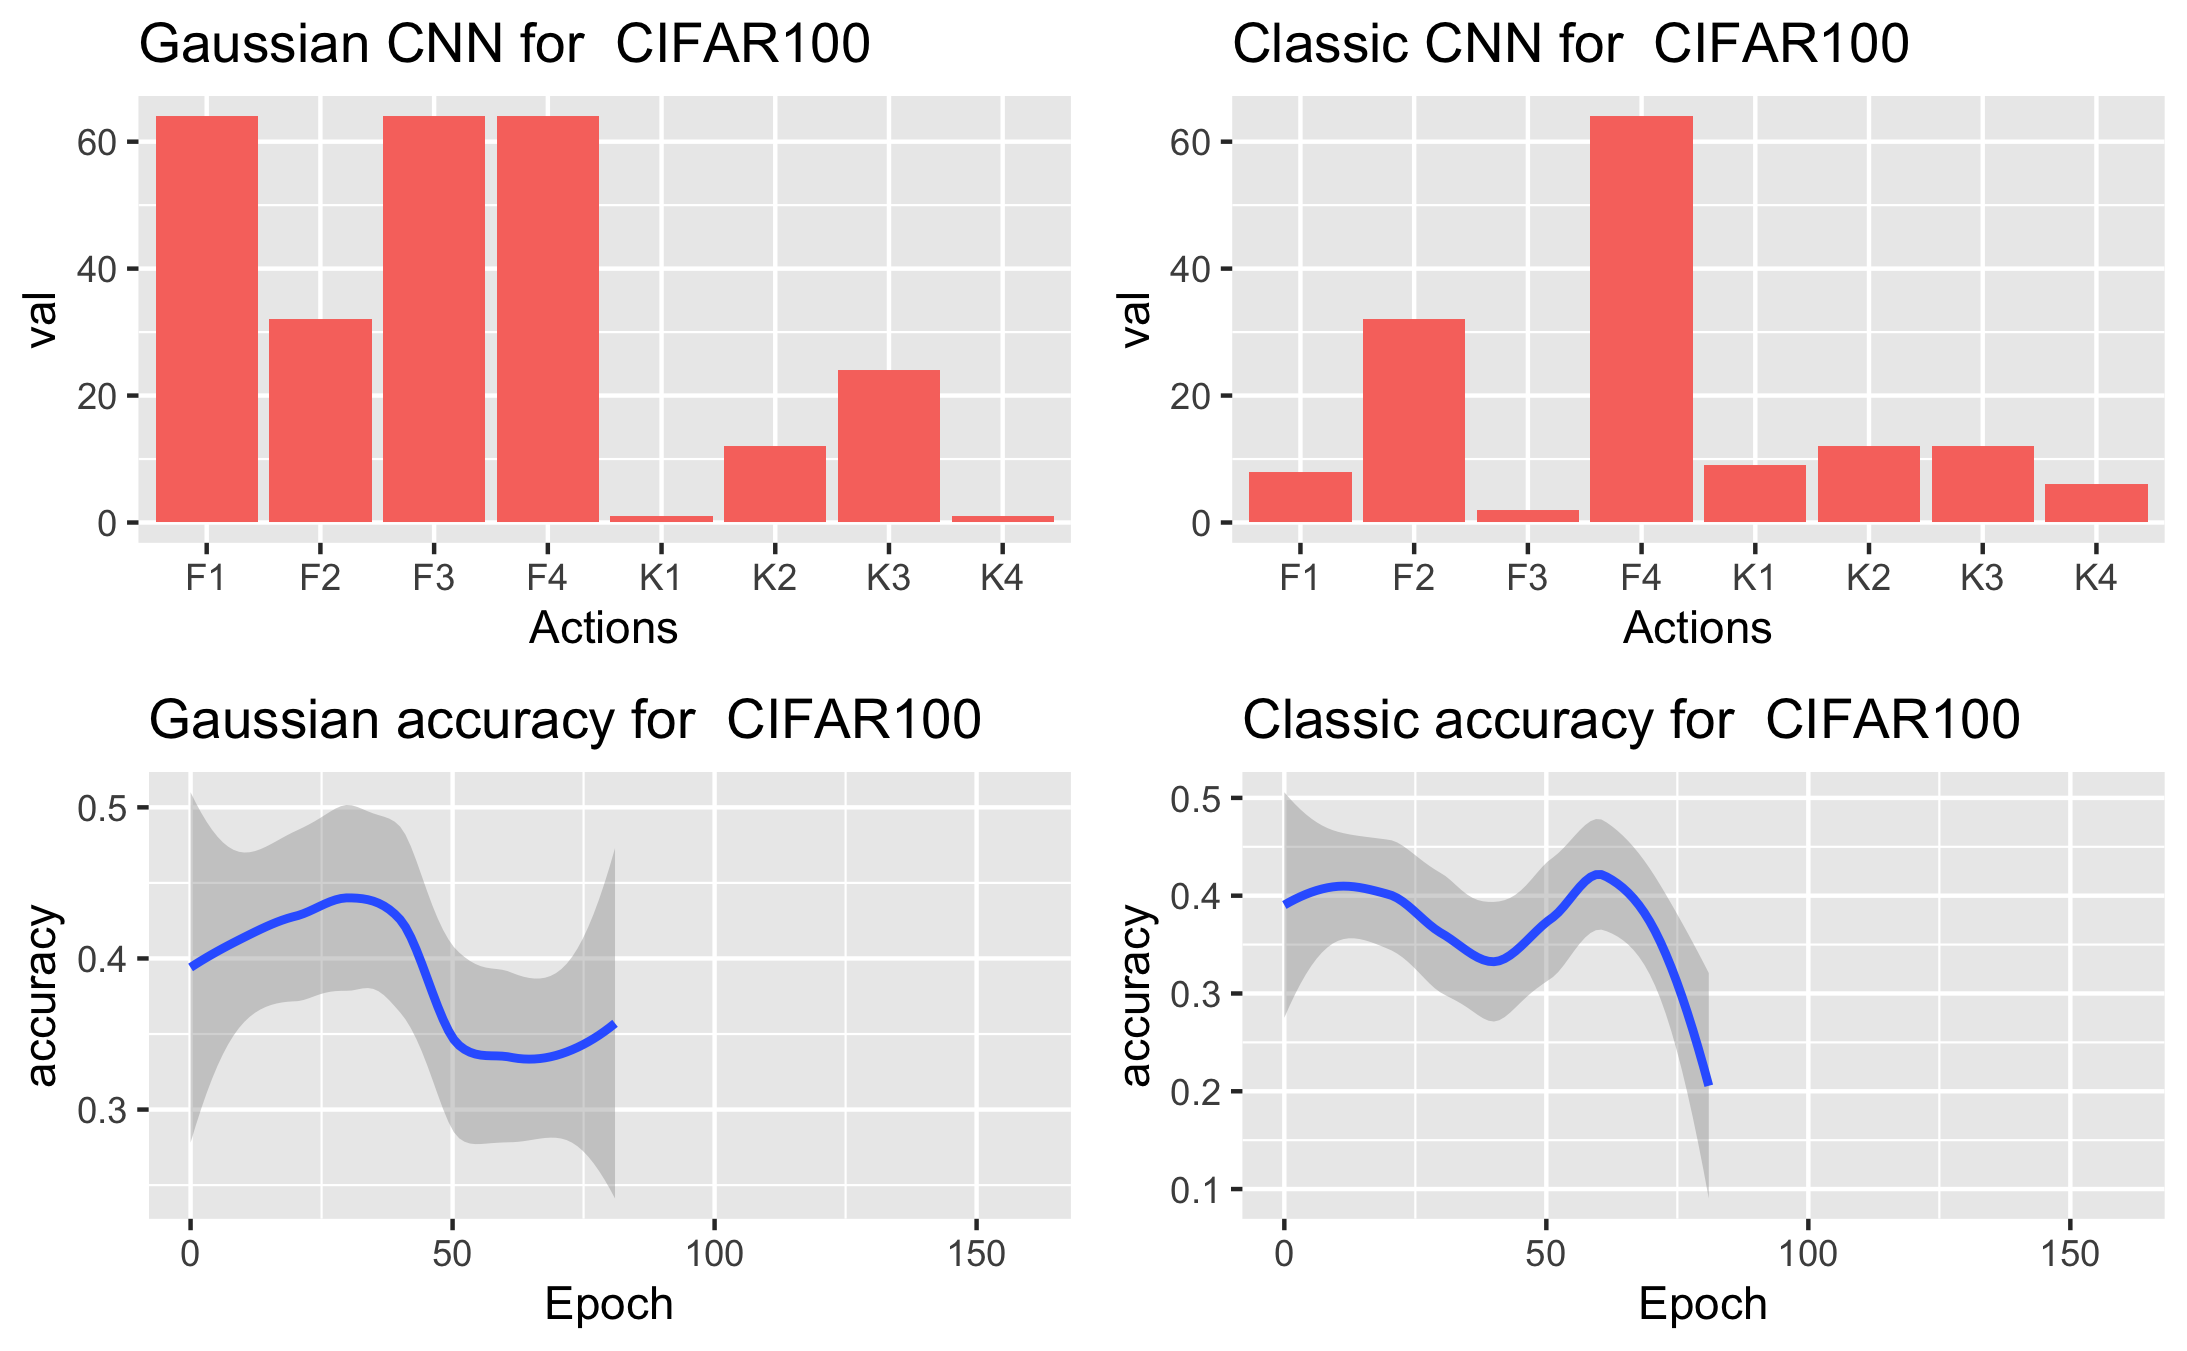 Gaussian CNN for  CIFAR100
60
40
20
0
val
F1 F2 F3 F4 K1 K2 K3 K4
Actions
Classic CNN for  CIFAR100
60
40
20
0
val
F1 F2 F3 F4 K1 K2 K3 K4
Actions
Gaussian accuracy for  CIFAR100
0.5
0.4
0.3
accuracy
0 50 100 150
Epoch
Classic accuracy for  CIFAR100
0.5
0.4
0.3
0.2
0.1
accuracy
0 50 100 150
Epoch